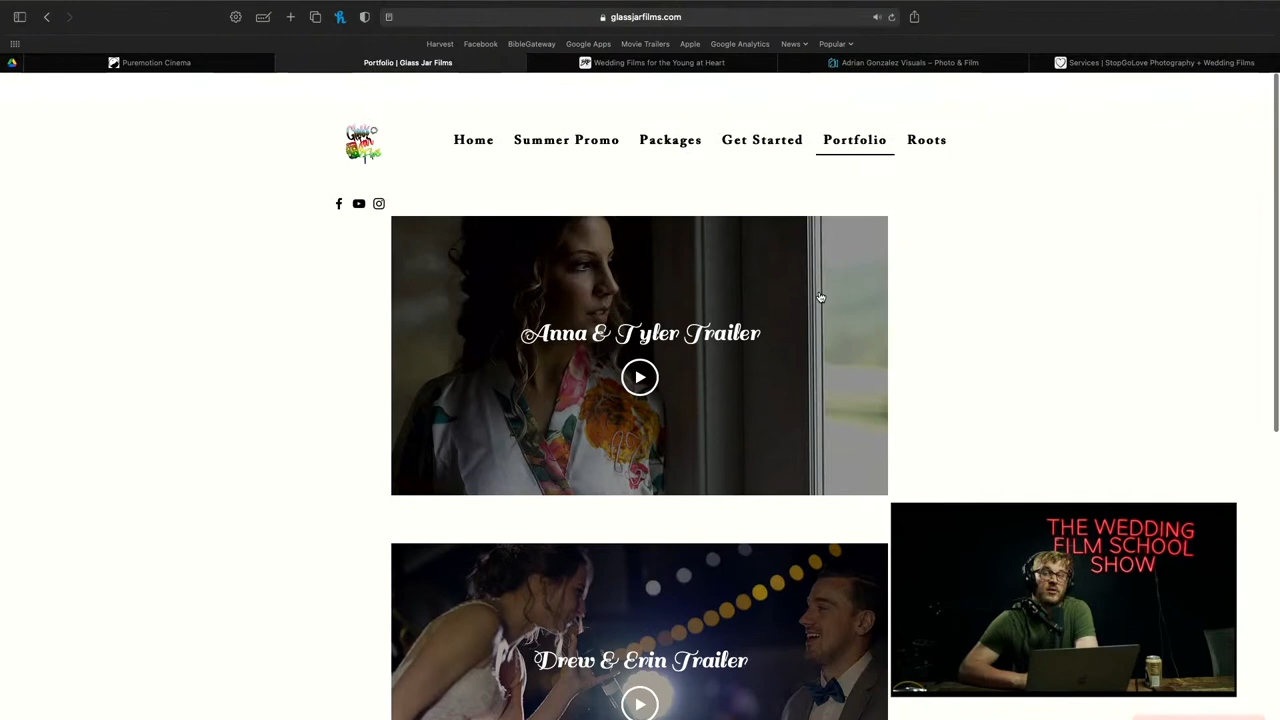 glassjarfilms.com
Harvest Facebook BibleGateway Google Apps Movie Trailers Apple Google Analytics News Popular
Puremotion Cinema Portfolio | Glass Jar Films Wedding Films for the Young at Heart Adrian Gonzalez Visuals – Photo & Film Services | StopGoLove Photography + Wedding Films
Home Summer Promo Packages Get Started Portfolio Roots
Anna & Tyler Trailer
THE WEDDING
FILM SCHOOL
SHOW
Drew & Erin Trailer